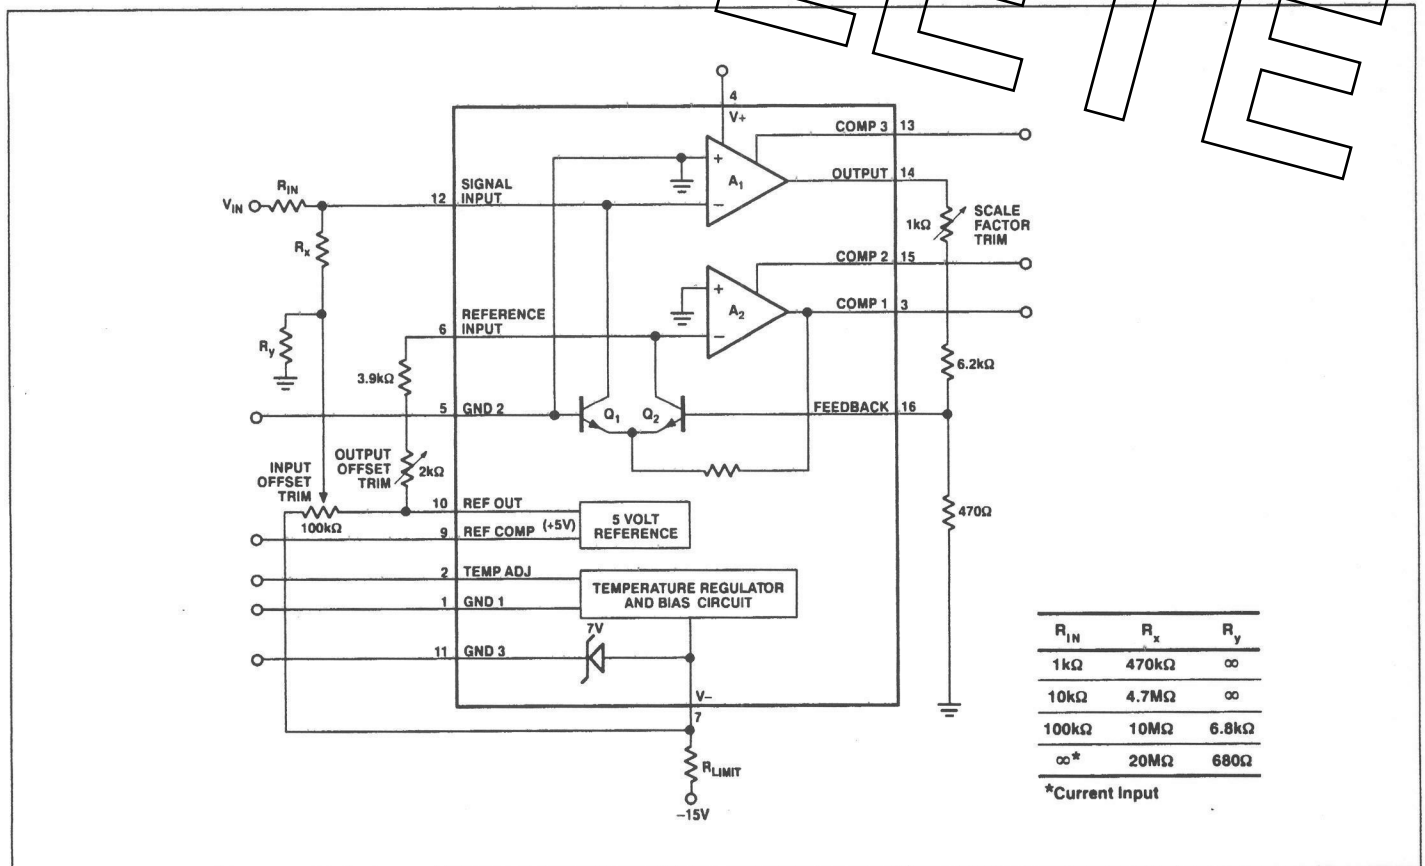 LETE
4
V+
COMP 3 13
SIGNAL
INPUT
12
R_IN
V_IN
+
A1
−
OUTPUT 14
1kΩ
SCALE
FACTOR
TRIM
R_x
COMP 2 15
+
A2
−
COMP 1 3
REFERENCE
INPUT
6
R_y
3.9kΩ
6.2kΩ
5 GND 2
Q1 Q2
FEEDBACK 16
OUTPUT
OFFSET
TRIM
2kΩ
INPUT
OFFSET
TRIM
100kΩ
10 REF OUT
(+5V)
9 REF COMP
5 VOLT
REFERENCE
470Ω
2 TEMP ADJ
1 GND 1
TEMPERATURE REGULATOR
AND BIAS CIRCUIT
7V
11 GND 3
V−
7
R_LIMIT
−15V
R_IN R_x R_y
1kΩ 470kΩ ∞
10kΩ 4.7MΩ ∞
100kΩ 10MΩ 6.8kΩ
∞* 20MΩ 680Ω
*Current Input